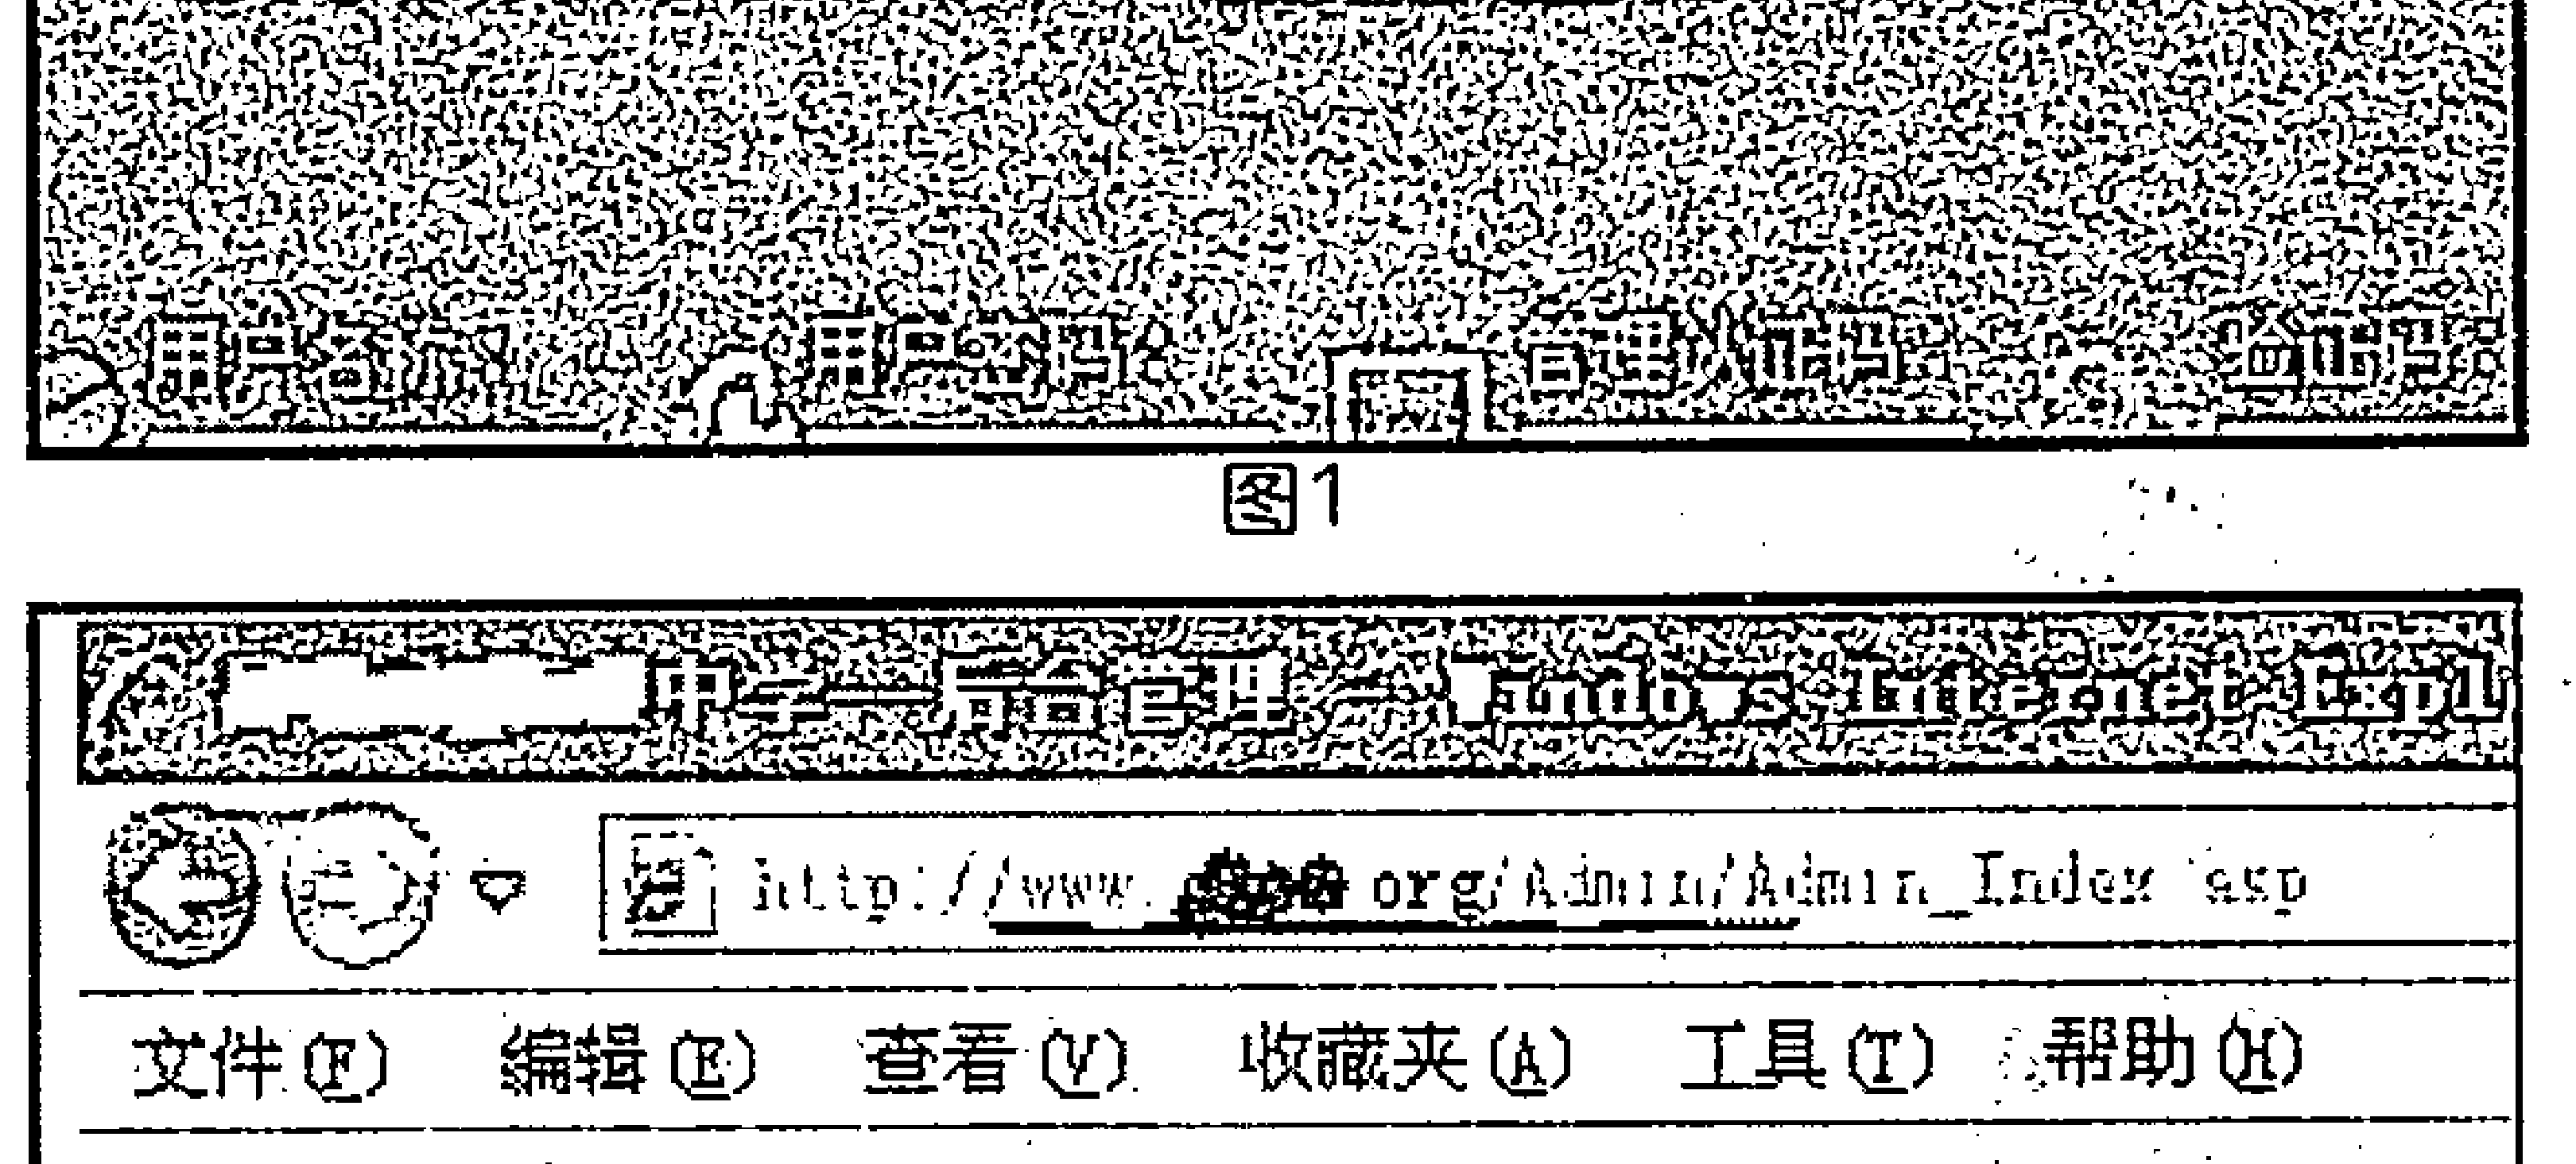 用户名称： 用户密码： 管理认证码： 验证码：
图1
中学——后台管理 - Windows Internet Expl
http://www. org/Admin/Admin_Index.asp
文件(F) 编辑(E) 查看(V) 收藏夹(A) 工具(T) 帮助(H)